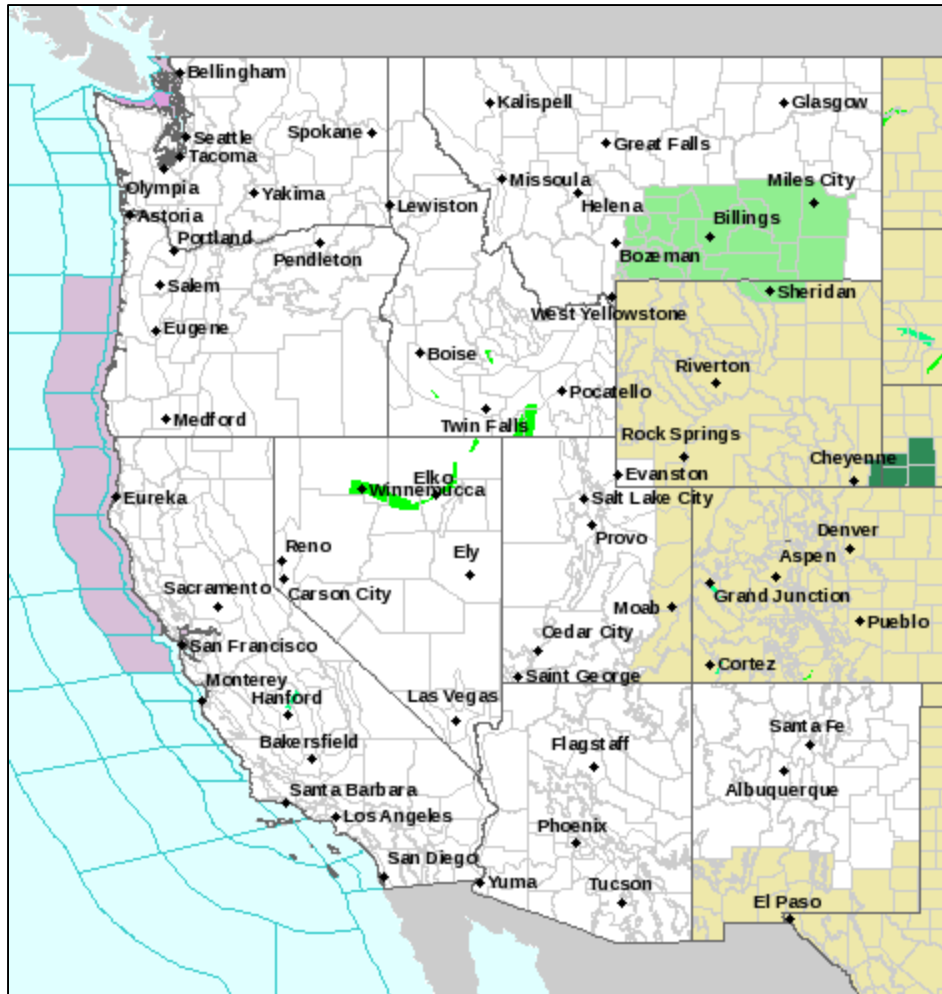 Bellingham
Kalispell
Glasgow
Seattle
Spokane
Great Falls
Tacoma
Missoula
Miles City
Olympia
Yakima
Lewiston
Helena
Astoria
Billings
Portland
Pendleton
Bozeman
Salem
Sheridan
West Yellowstone
Eugene
Boise
Riverton
Pocatello
Medford
Twin Falls
Rock Springs
Cheyenne
Elko
Evanston
Winnemucca
Eureka
Salt Lake City
Provo
Denver
Reno
Ely
Aspen
Sacramento
Carson City
Grand Junction
Moab
Pueblo
Cedar City
San Francisco
Cortez
Monterey
Saint George
Hanford
Las Vegas
Santa Fe
Bakersfield
Flagstaff
Albuquerque
Santa Barbara
Los Angeles
Phoenix
San Diego
Yuma
Tucson
El Paso